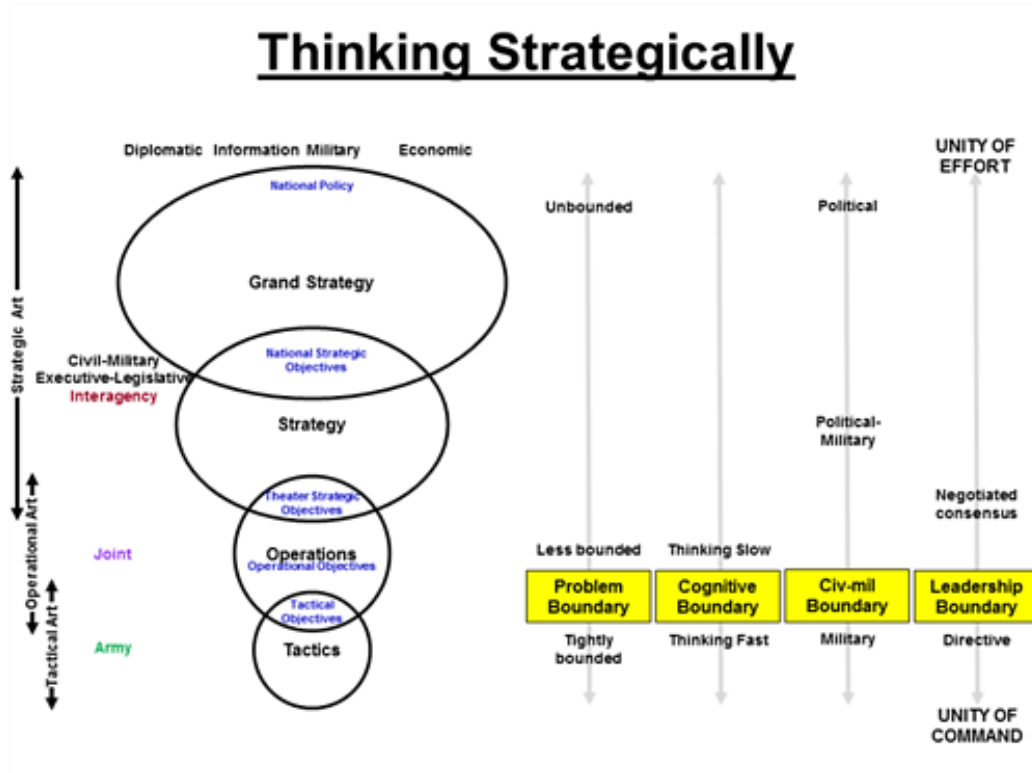 Thinking Strategically
Diplomatic Information Military Economic
National Policy
Grand Strategy
National Strategic
Objectives
Strategy
Theater Strategic
Objectives
Operations
Operational Objectives
Tactical
Objectives
Tactics
Strategic Art
Operational Art
Tactical Art
Civil-Military
Executive-Legislative
Interagency
Joint
Army
Unbounded
Less bounded
Problem
Boundary
Tightly
bounded
Thinking Slow
Cognitive
Boundary
Thinking Fast
Political
Political-
Military
Civ-mil
Boundary
Military
UNITY OF
EFFORT
Negotiated
consensus
Leadership
Boundary
Directive
UNITY OF
COMMAND